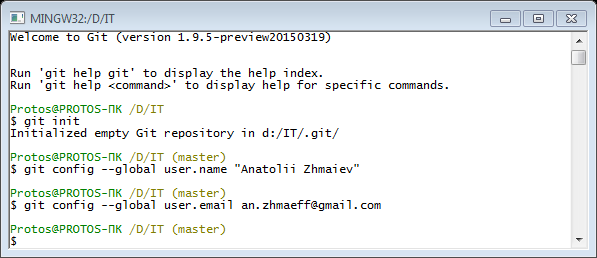 MINGW32:/D/IT
Welcome to Git (version 1.9.5-preview20150319)
Run 'git help git' to display the help index.
Run 'git help <command>' to display help for specific commands.
Protos@PROTOS-ПК /D/IT
$ git init
Initialized empty Git repository in d:/IT/.git/
Protos@PROTOS-ПК /D/IT (master)
$ git config --global user.name "Anatolii Zhmaiev"
Protos@PROTOS-ПК /D/IT (master)
$ git config --global user.email an.zhmaeff@gmail.com
Protos@PROTOS-ПК /D/IT (master)
$